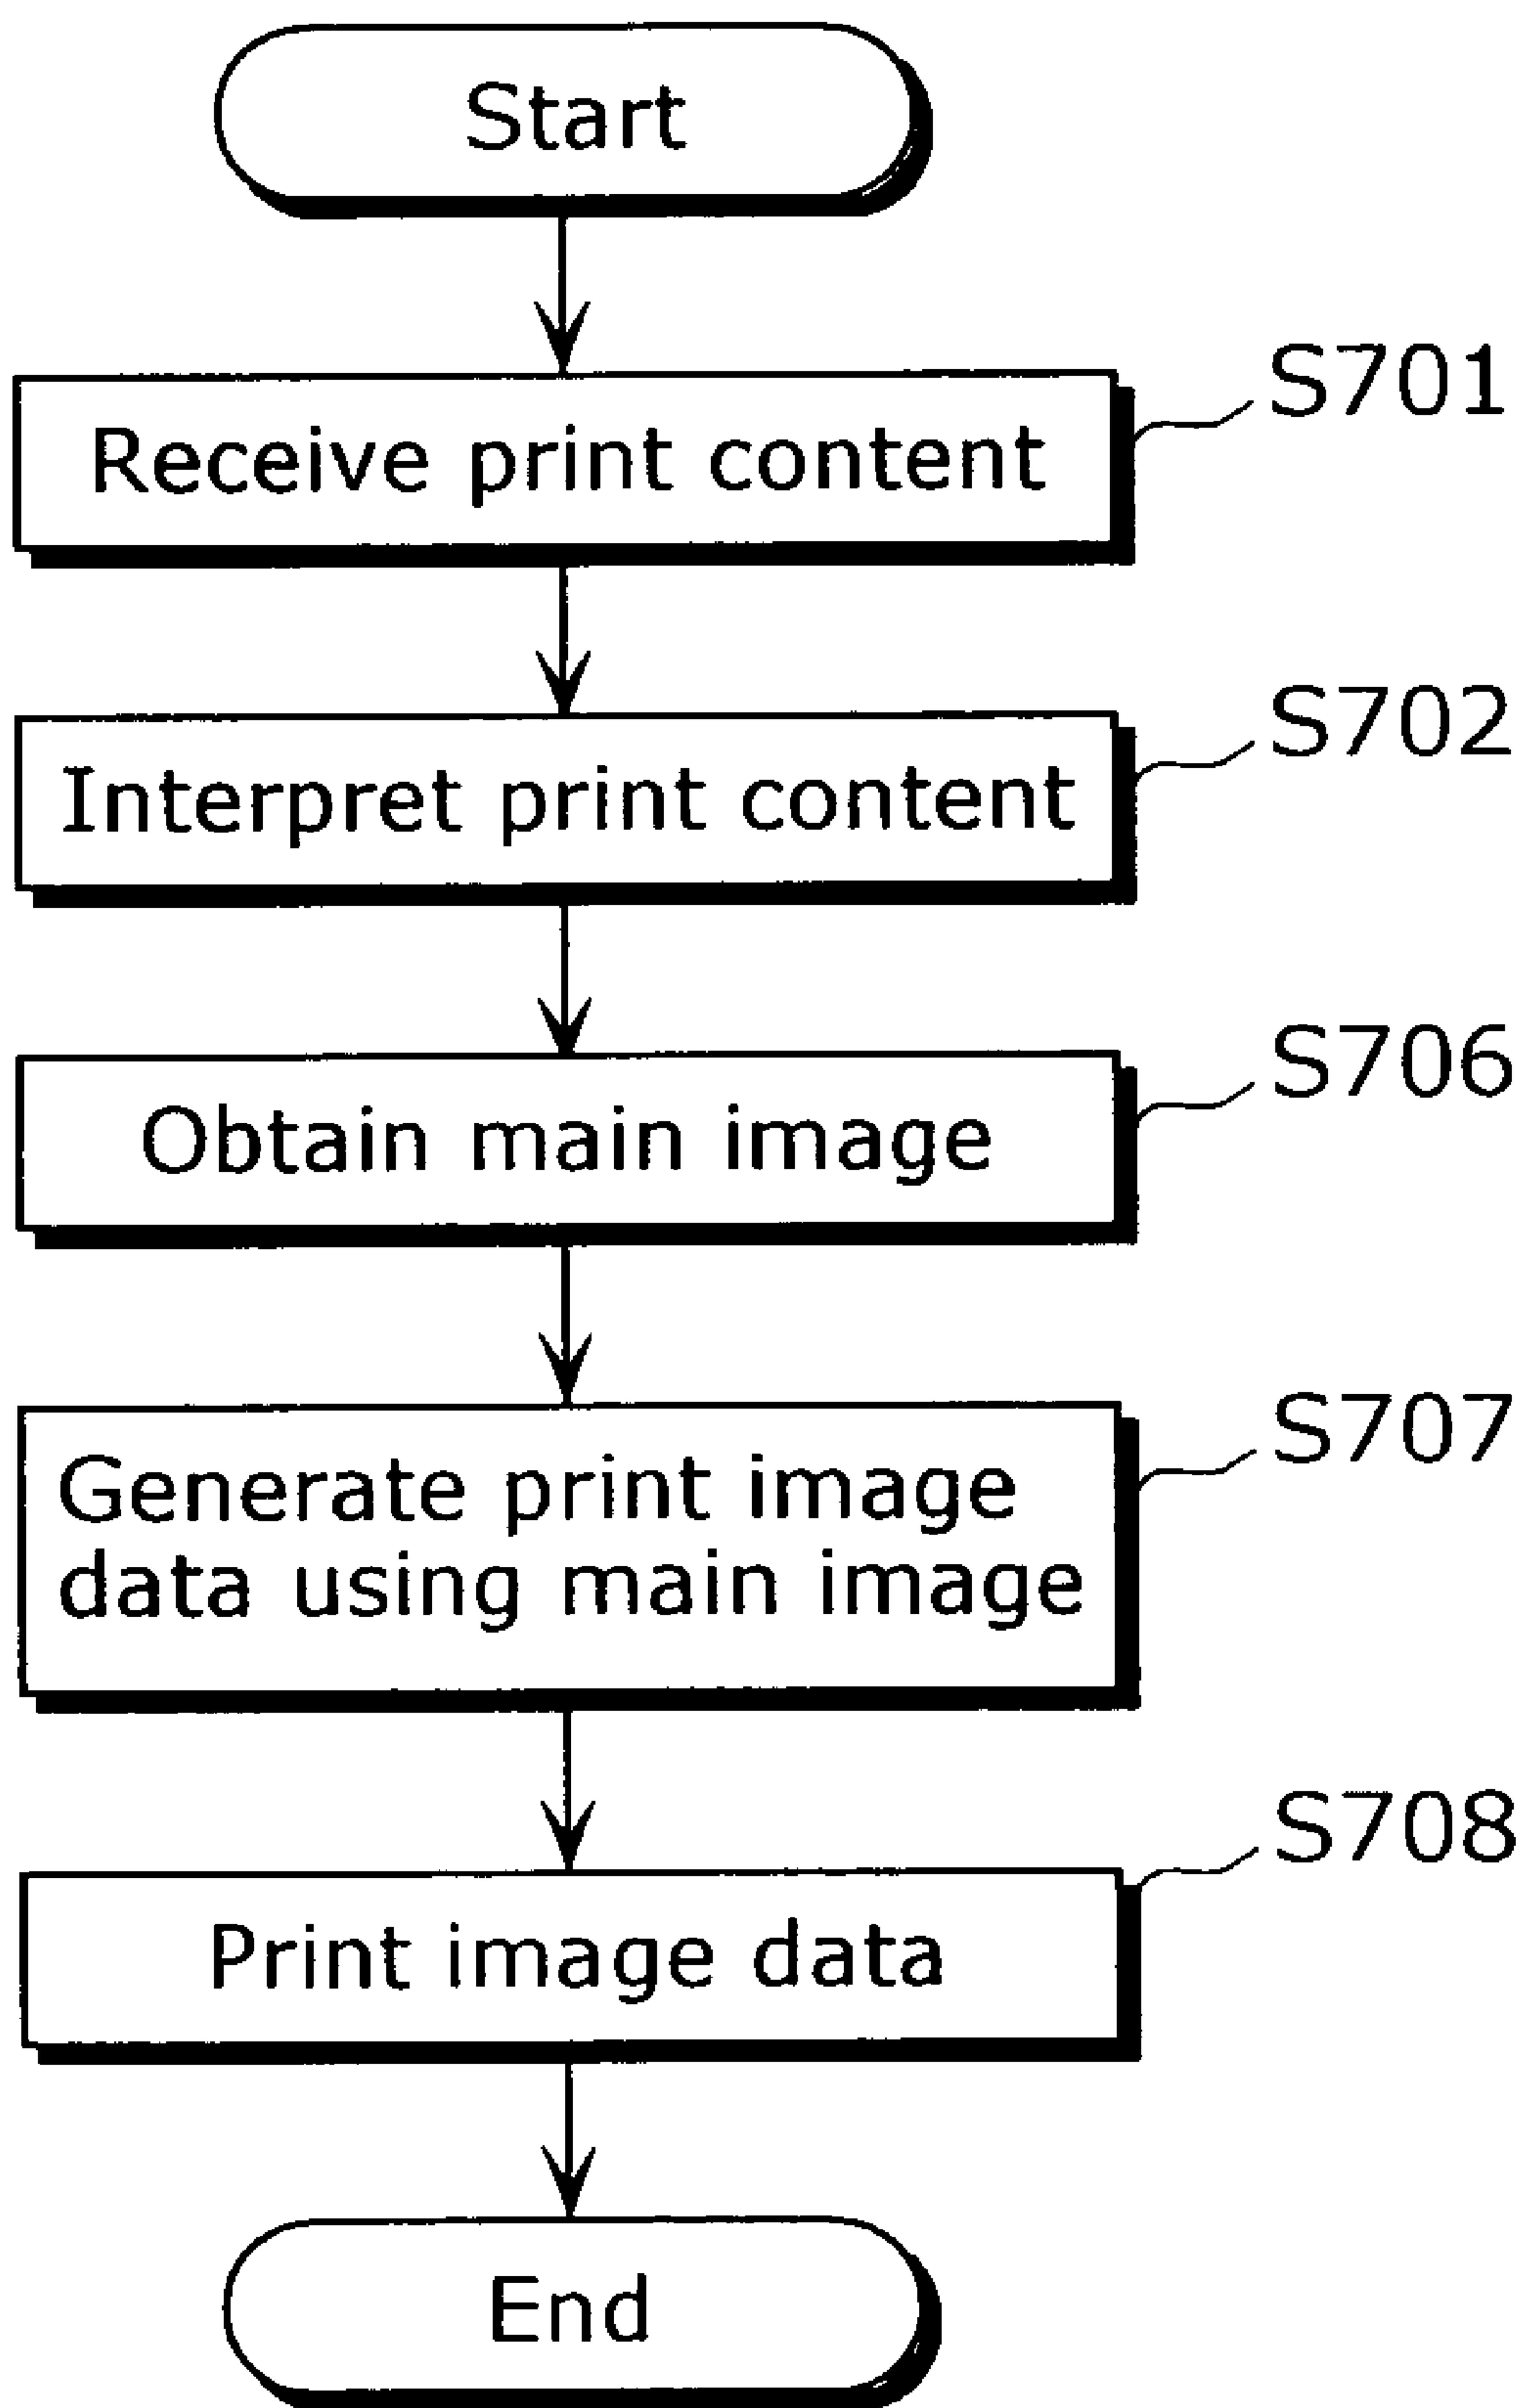 Start
S701
Receive print content
S702
Interpret print content
S706
Obtain main image
S707
Generate print image
data using main image
S708
Print image data
End